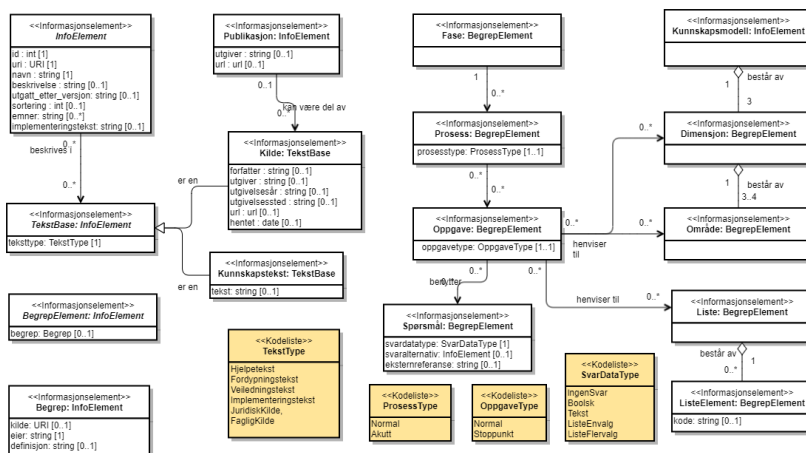 <<Informasjonselement>>
InfoElement
id : int [1]
uri : URI [1]
navn : string [1]
beskrivelse : string [0..1]
utgatt_etter_versjon: string [0..1]
sortering : int [0..1]
emner: string [0..*]
implementeringstekst: string [0..1]
0..*
beskrives i
0..*
<<Informasjonselement>>
TekstBase: InfoElement
teksttype: TekstType [1]
<<Informasjonselement>>
BegrepElement: InfoElement
begrep: Begrep [0..1]
<<Informasjonselement>>
Begrep: InfoElement
kilde: URI [0..1]
eier: string [1]
definisjon: string [0..1]
<<Informasjonselement>>
Publikasjon: InfoElement
utgiver : string [0..1]
url : url [0..1]
0..1
kan være del av
0..*
<<Informasjonselement>>
Kilde: TekstBase
forfatter : string [0..1]
utgiver : string [0..1]
utgivelsesår : string [0..1]
utgivelsessted : string [0..1]
url : url [0..1]
hentet : date [0..1]
er en
<<Informasjonselement>>
Kunnskapstekst: TekstBase
tekst: string [0..1]
er en
<<Kodeliste>>
TekstType
Hjelpetekst
Fordypningstekst
Veiledningstekst
Implementeringstekst
JuridiskKilde,
FagligKilde
<<Informasjonselement>>
Fase: BegrepElement
1
0..*
<<Informasjonselement>>
Prosess: BegrepElement
prosesstype: ProsessType [1..1]
0..*
0..*
<<Informasjonselement>>
Oppgave: BegrepElement
oppgavetype: OppgaveType [1..1]
0..*
0..*
0..*
0..*
henviser
til
0..*
benytter
0..*
0..*
henviser til
0..*
<<Informasjonselement>>
Spørsmål: BegrepElement
svardatatype: SvarDataType [1]
svaralternativ: InfoElement [0..1]
eksternreferanse: string [0..1]
<<Kodeliste>>
ProsessType
Normal
Akutt
<<Kodeliste>>
OppgaveType
Normal
Stoppunkt
<<Kodeliste>>
SvarDataType
IngenSvar
Boolsk
Tekst
ListeEnvalg
ListeFlervalg
<<Informasjonselement>>
Kunnskapsmodell: InfoElement
består av
1
3
<<Informasjonselement>>
Dimensjon: BegrepElement
1
består av
3..4
<<Informasjonselement>>
Område: BegrepElement
<<Informasjonselement>>
Liste: BegrepElement
består av
1
0..*
<<Informasjonselement>>
ListeElement: BegrepElement
kode: string [0..1]